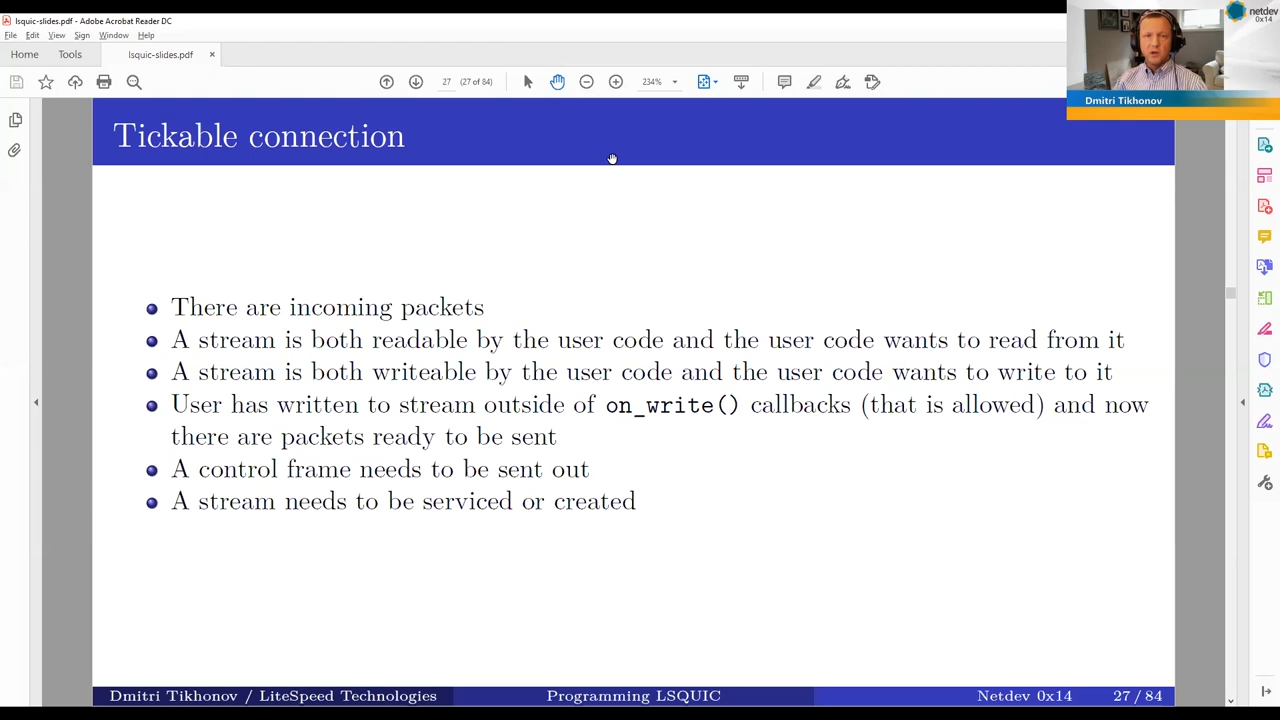 lsquic-slides.pdf - Adobe Acrobat Reader DC
File Edit View Sign Window Help
Home Tools lsquic-slides.pdf ×
27 (27 of 84) 234%
netdev
0x14
Dmitri Tikhonov
Tickable connection
There are incoming packets
A stream is both readable by the user code and the user code wants to read from it
A stream is both writeable by the user code and the user code wants to write to it
User has written to stream outside of on_write() callbacks (that is allowed) and now
there are packets ready to be sent
A control frame needs to be sent out
A stream needs to be serviced or created
Dmitri Tikhonov / LiteSpeed Technologies Programming LSQUIC Netdev 0x14 27 / 84